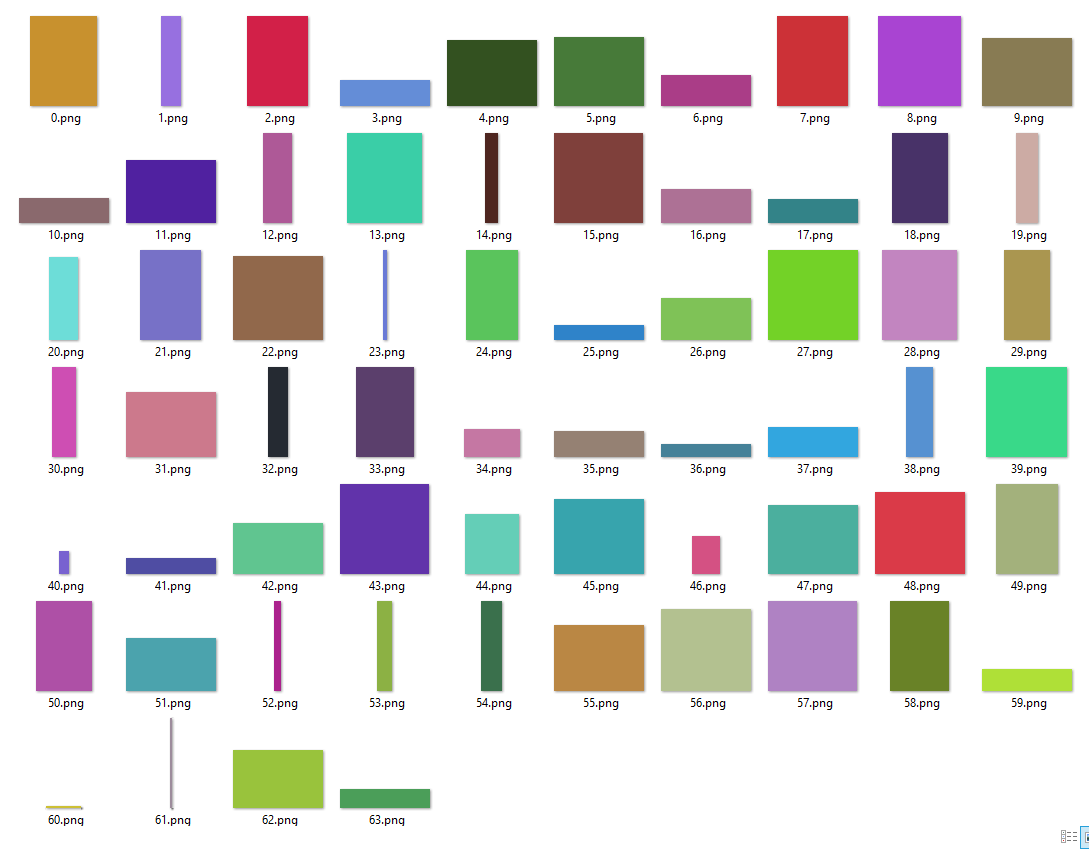 0.png 1.png 2.png 3.png 4.png 5.png 6.png 7.png 8.png 9.png
10.png 11.png 12.png 13.png 14.png 15.png 16.png 17.png 18.png 19.png
20.png 21.png 22.png 23.png 24.png 25.png 26.png 27.png 28.png 29.png
30.png 31.png 32.png 33.png 34.png 35.png 36.png 37.png 38.png 39.png
40.png 41.png 42.png 43.png 44.png 45.png 46.png 47.png 48.png 49.png
50.png 51.png 52.png 53.png 54.png 55.png 56.png 57.png 58.png 59.png
60.png 61.png 62.png 63.png